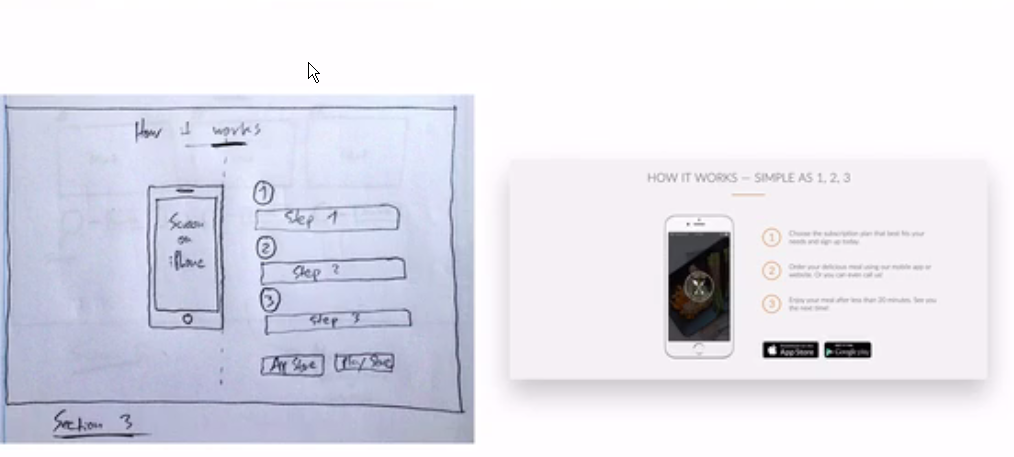 How it works
Screen
on
iPhone
1
Step 1
2
Step 2
3
Step 3
App Store
Play Store
Section 3
HOW IT WORKS — SIMPLE AS 1, 2, 3
1
Choose the subscription plan that best fits your
needs and sign up today.
2
Order your delicious meal using our mobile app or
website. Or you can even call us!
3
Enjoy your meal after less than 20 minutes. See you
the next time!
App Store
Google play